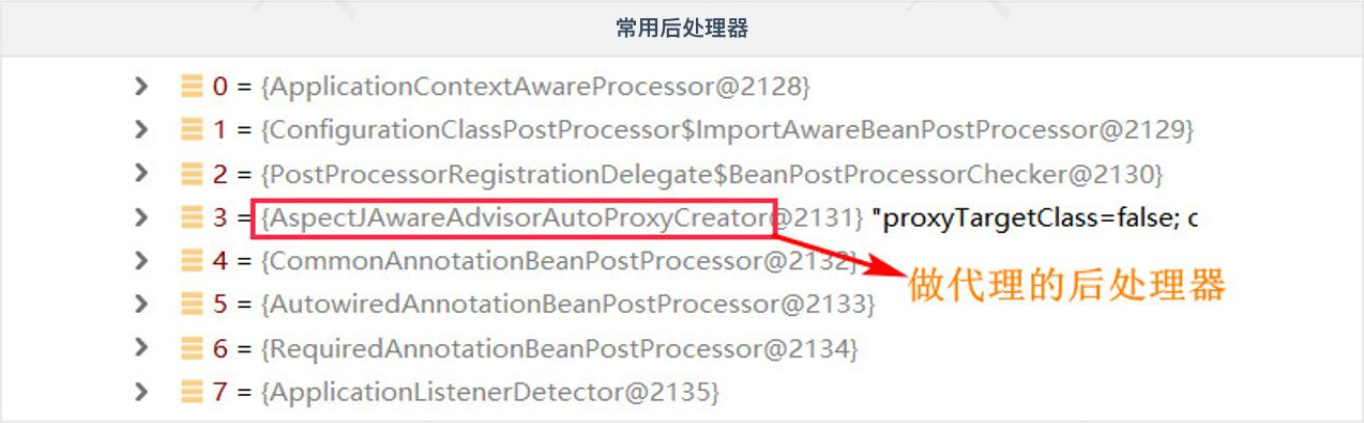 常用后处理器
0 = {ApplicationContextAwareProcessor@2128}
1 = {ConfigurationClassPostProcessor$ImportAwareBeanPostProcessor@2129}
2 = {PostProcessorRegistrationDelegate$BeanPostProcessorChecker@2130}
3 = {AspectJAwareAdvisorAutoProxyCreator@2131} "proxyTargetClass=false; c
4 = {CommonAnnotationBeanPostProcessor@2132}
做代理的后处理器
5 = {AutowiredAnnotationBeanPostProcessor@2133}
6 = {RequiredAnnotationBeanPostProcessor@2134}
7 = {ApplicationListenerDetector@2135}